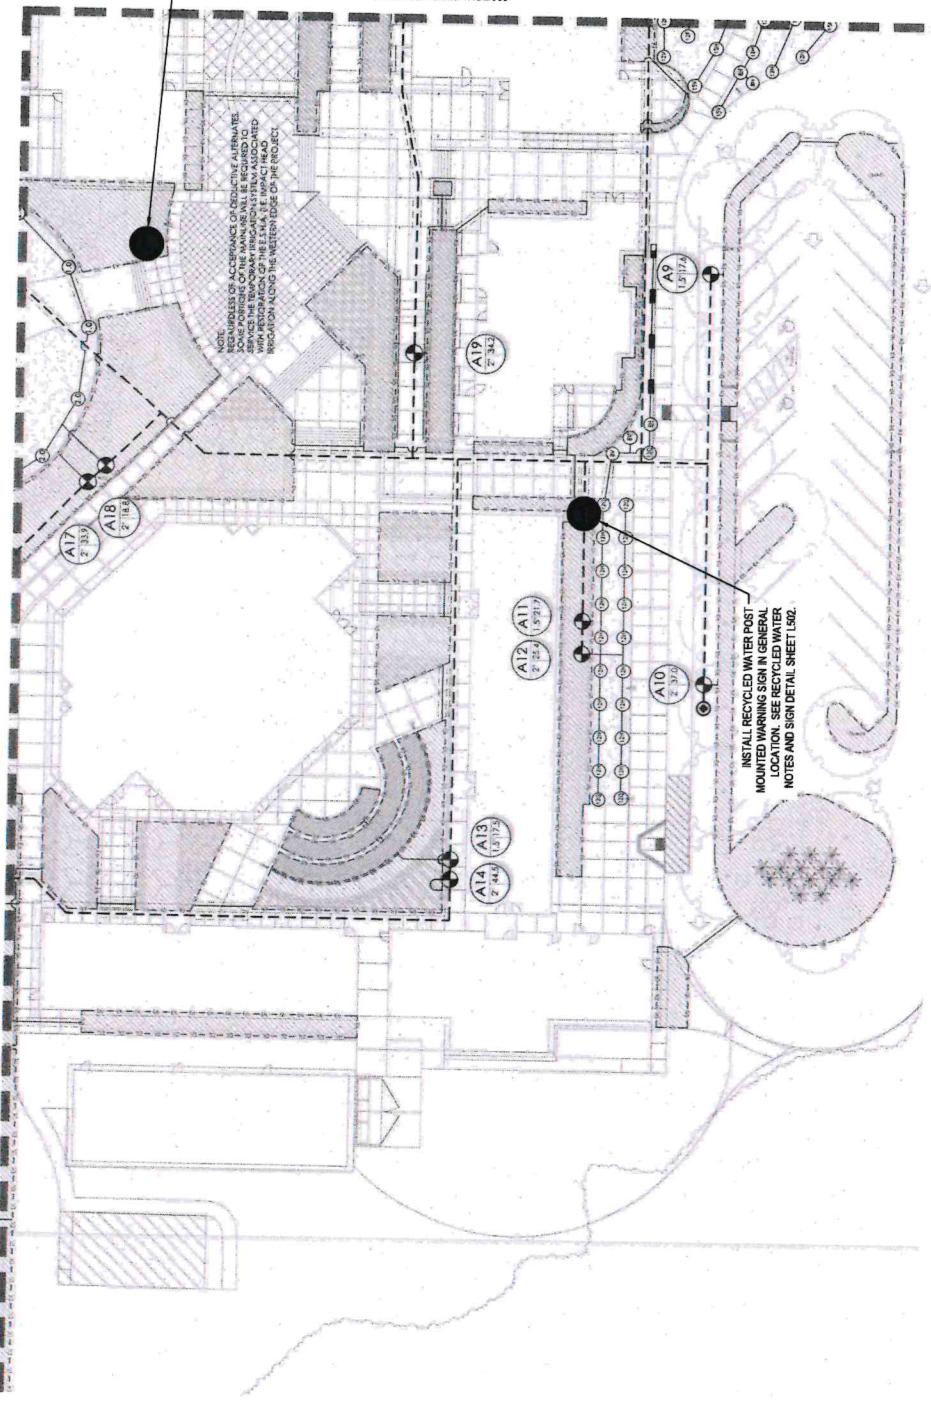 NOTE:
REGARDLESS OF ACCEPTANCE OF DEDUCTIVE ALTERNATES,
SOME PORTIONS OF THE MAINLINE WILL BE REQUIRED TO
SERVICE THE TEMPORARY IRRIGATION SYSTEM ASSOCIATED
WITH RESTORATION OF THE E.S.H.A. I.E. IMPACT HEAD
IRRIGATION ALONG THE WESTERN EDGE OF THE PROJECT.
A17
2" 33.9
A18
2" 18.8
A19
2" 34.2
A9
1.5" 17.6
A11
1.5" 21.7
A12
2" 25.4
A10
2" 37.0
A13
1.5" 17.5
A14
2" 44.5
INSTALL RECYCLED WATER POST
MOUNTED WARNING SIGN IN GENERAL
LOCATION. SEE RECYCLED WATER
NOTES AND SIGN DETAIL SHEET L502.